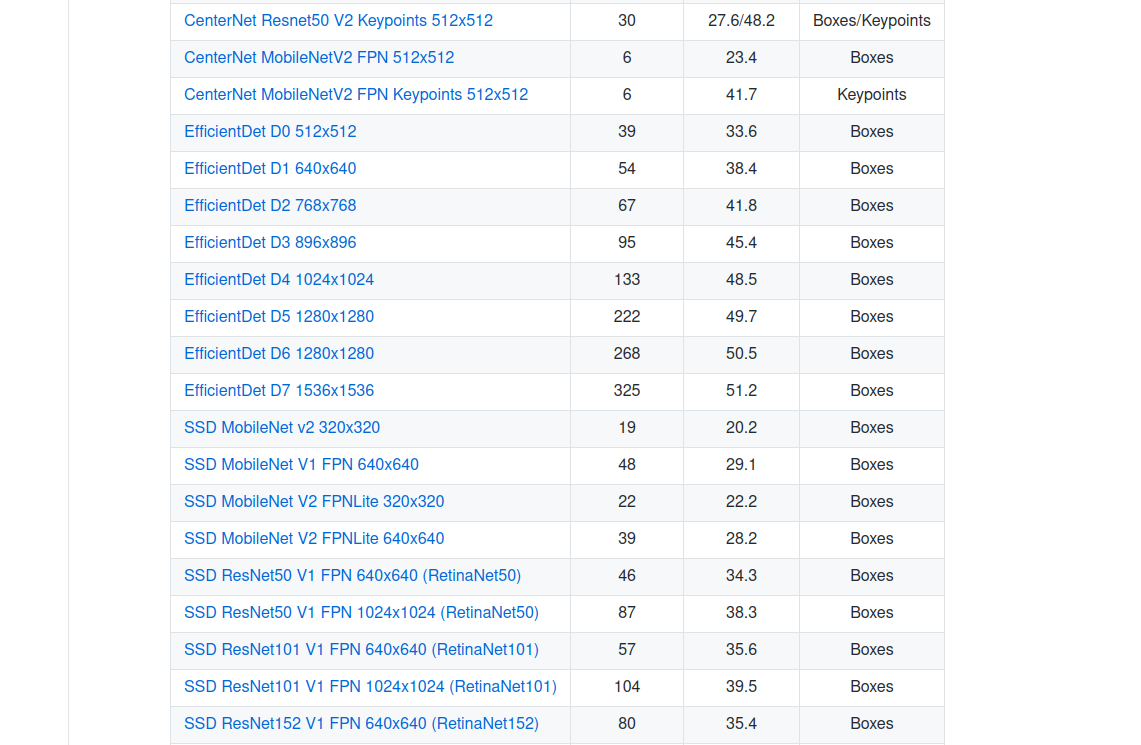 CenterNet Resnet50 V2 Keypoints 512x512 30 27.6/48.2 Boxes/Keypoints
CenterNet MobileNetV2 FPN 512x512 6 23.4 Boxes
CenterNet MobileNetV2 FPN Keypoints 512x512 6 41.7 Keypoints
EfficientDet D0 512x512 39 33.6 Boxes
EfficientDet D1 640x640 54 38.4 Boxes
EfficientDet D2 768x768 67 41.8 Boxes
EfficientDet D3 896x896 95 45.4 Boxes
EfficientDet D4 1024x1024 133 48.5 Boxes
EfficientDet D5 1280x1280 222 49.7 Boxes
EfficientDet D6 1280x1280 268 50.5 Boxes
EfficientDet D7 1536x1536 325 51.2 Boxes
SSD MobileNet v2 320x320 19 20.2 Boxes
SSD MobileNet V1 FPN 640x640 48 29.1 Boxes
SSD MobileNet V2 FPNLite 320x320 22 22.2 Boxes
SSD MobileNet V2 FPNLite 640x640 39 28.2 Boxes
SSD ResNet50 V1 FPN 640x640 (RetinaNet50) 46 34.3 Boxes
SSD ResNet50 V1 FPN 1024x1024 (RetinaNet50) 87 38.3 Boxes
SSD ResNet101 V1 FPN 640x640 (RetinaNet101) 57 35.6 Boxes
SSD ResNet101 V1 FPN 1024x1024 (RetinaNet101) 104 39.5 Boxes
SSD ResNet152 V1 FPN 640x640 (RetinaNet152) 80 35.4 Boxes